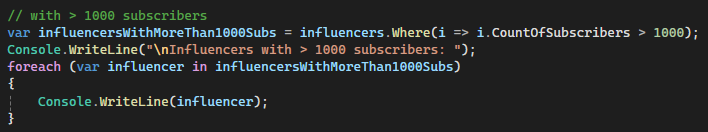 // with > 1000 subscribers
var influencersWithMoreThan1000Subs = influencers.Where(i => i.CountOfSubscribers > 1000);
Console.WriteLine("\nInfluencers with > 1000 subscribers: ");
foreach (var influencer in influencersWithMoreThan1000Subs)
{
    Console.WriteLine(influencer);
}